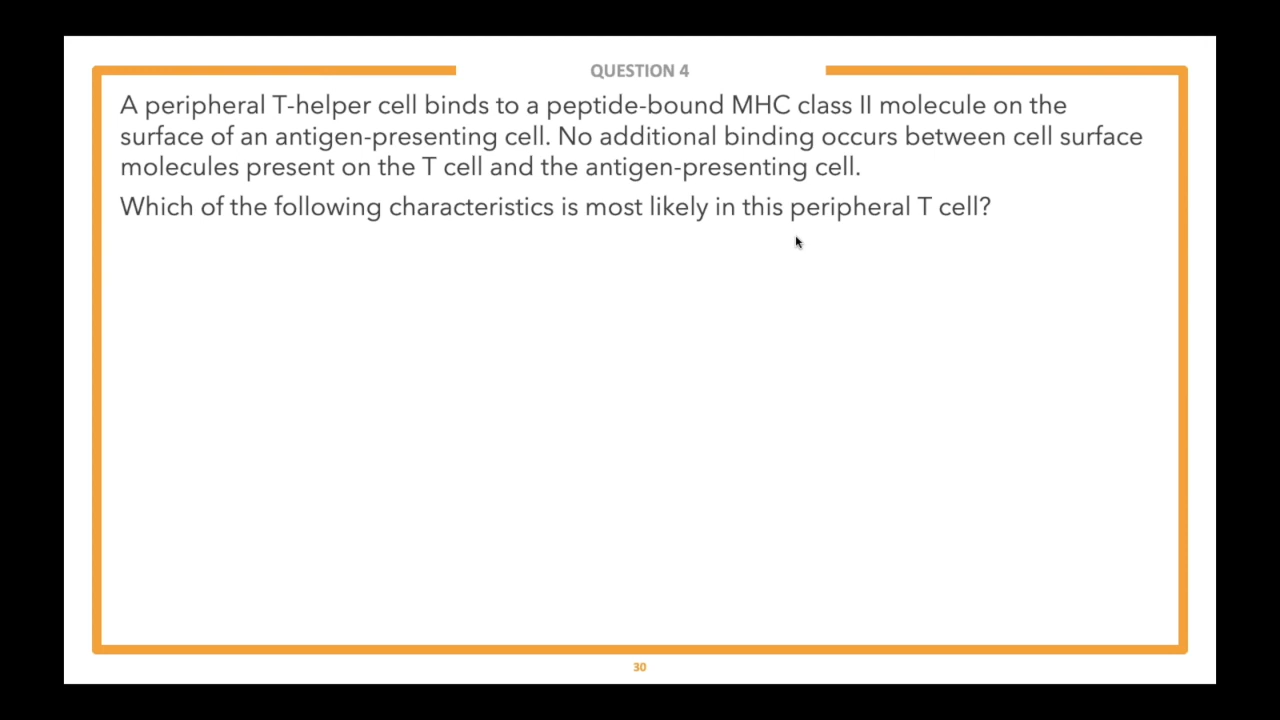 QUESTION 4
A peripheral T-helper cell binds to a peptide-bound MHC class II molecule on the
surface of an antigen-presenting cell. No additional binding occurs between cell surface
molecules present on the T cell and the antigen-presenting cell.
Which of the following characteristics is most likely in this peripheral T cell?
30